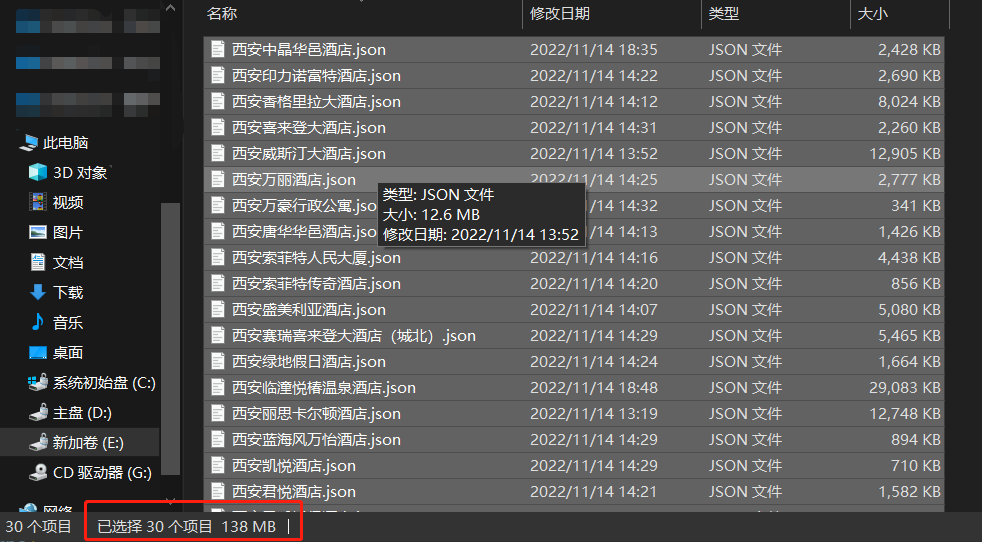 名称 修改日期 类型 大小
西安中晶华邑酒店.json 2022/11/14 18:35 JSON 文件 2,428 KB
西安印力诺富特酒店.json 2022/11/14 14:22 JSON 文件 2,690 KB
西安香格里拉大酒店.json 2022/11/14 14:12 JSON 文件 8,024 KB
西安喜来登大酒店.json 2022/11/14 14:31 JSON 文件 2,260 KB
西安威斯汀大酒店.json 2022/11/14 13:52 JSON 文件 12,905 KB
西安万丽酒店.json 2022/11/14 14:25 JSON 文件 2,777 KB
西安万豪行政公寓.jso 14:32 JSON 文件 341 KB
西安唐华华邑酒店.jso 14:13 JSON 文件 1,426 KB
西安索菲特人民大厦.json 2022/11/14 14:16 JSON 文件 4,438 KB
西安索菲特传奇酒店.json 2022/11/14 14:20 JSON 文件 856 KB
西安盛美利亚酒店.json 2022/11/14 14:07 JSON 文件 5,080 KB
西安赛瑞喜来登大酒店（城北）.json 2022/11/14 14:29 JSON 文件 5,465 KB
西安绿地假日酒店.json 2022/11/14 14:24 JSON 文件 1,664 KB
西安临潼悦椿温泉酒店.json 2022/11/14 18:48 JSON 文件 29,083 KB
西安丽思卡尔顿酒店.json 2022/11/14 13:19 JSON 文件 12,748 KB
西安蓝海风万怡酒店.json 2022/11/14 14:29 JSON 文件 894 KB
西安凯悦酒店.json 2022/11/14 14:29 JSON 文件 710 KB
西安君悦酒店.json 2022/11/14 14:21 JSON 文件 1,582 KB
类型: JSON 文件
大小: 12.6 MB
修改日期: 2022/11/14 13:52
此电脑
3D 对象
视频
图片
文档
下载
音乐
桌面
系统初始盘 (C:)
主盘 (D:)
新加卷 (E:)
CD 驱动器 (G:)
网络
30 个项目 已选择 30 个项目 138 MB